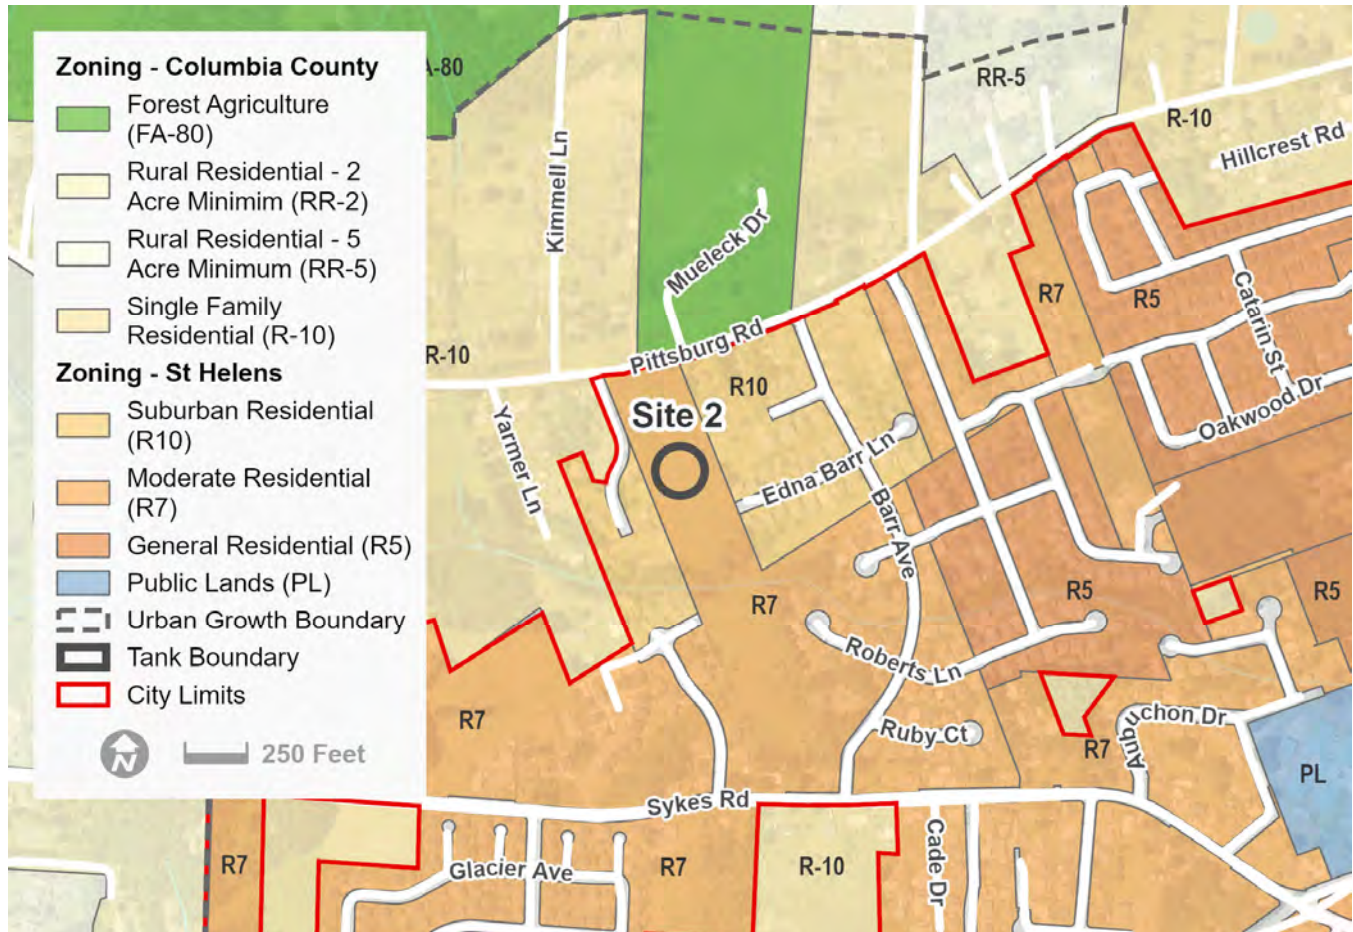 Zoning - Columbia County
Forest Agriculture
(FA-80)
Rural Residential - 2
Acre Minimim (RR-2)
Rural Residential - 5
Acre Minimum (RR-5)
Single Family
Residential (R-10)
Zoning - St Helens
Suburban Residential
(R10)
Moderate Residential
(R7)
General Residential (R5)
Public Lands (PL)
Urban Growth Boundary
Tank Boundary
City Limits
N
250 Feet
A-80
RR-5
R-10
Hillcrest Rd
Kimmell Ln
Mueleck Dr
R7
R5
Catarin St
Pittsburg Rd
R-10
R10
Site 2
Yarmer Ln
Edna Barr Ln
Barr Ave
Oakwood Dr
R7
R5
R5
Roberts Ln
R7
Ruby Ct
R7
Aubuchon Dr
PL
Sykes Rd
R7
Glacier Ave
R7
R-10
Cade Dr